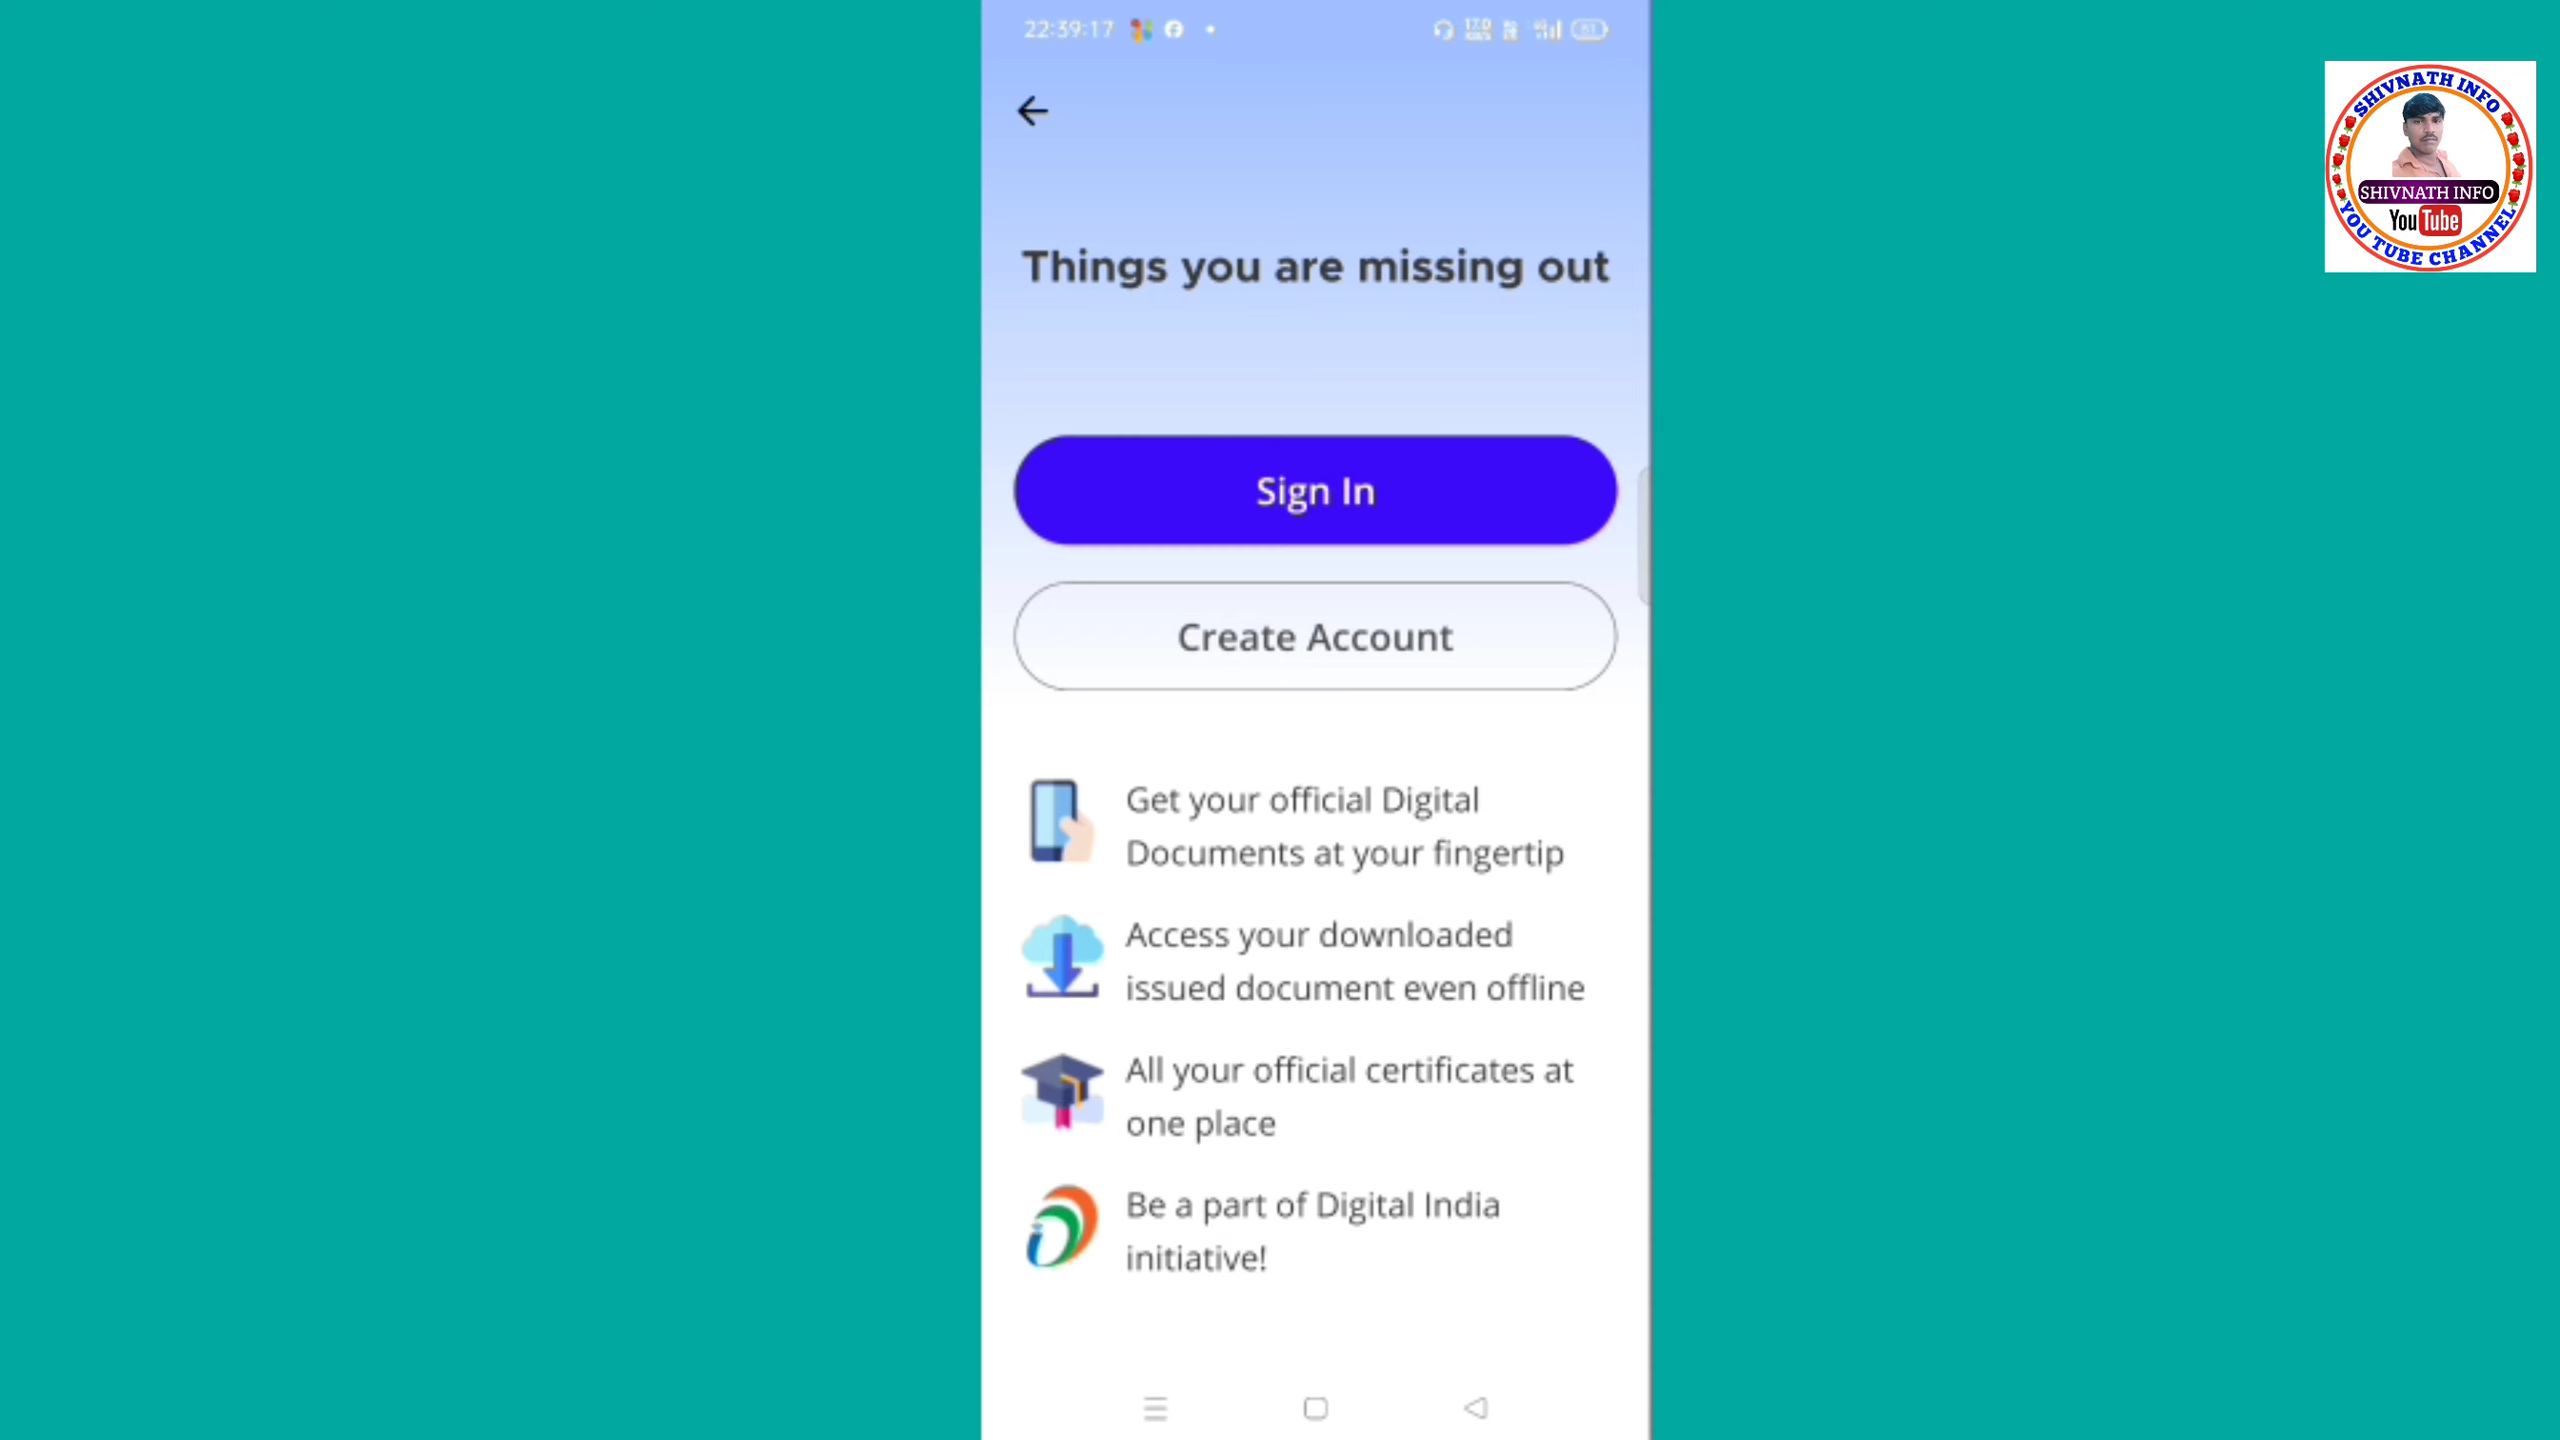 22:39:17
Things you are missing out
Sign In
Create Account
Get your official Digital
Documents at your fingertip
Access your downloaded
issued document even offline
All your official certificates at
one place
Be a part of Digital India
initiative!
SHIVNATH INFO
SHIVNATH INFO
YouTube
YOU TUBE CHANNEL